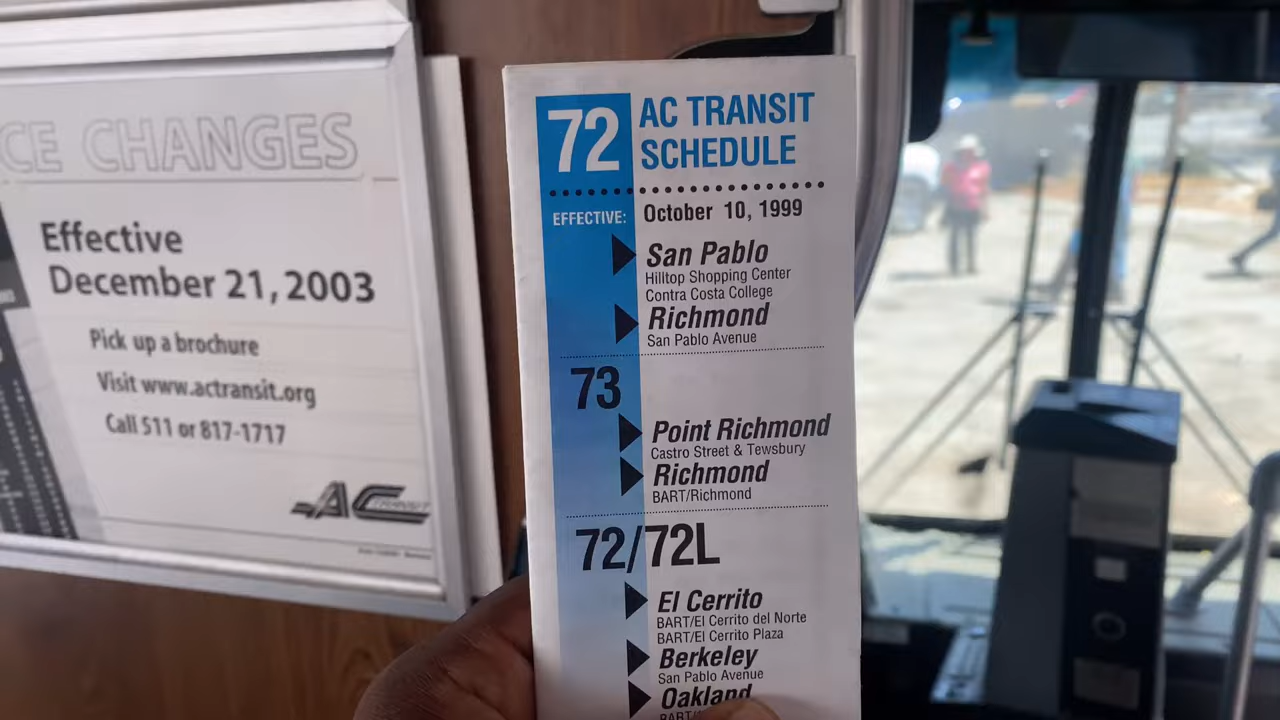 CE CHANGES
Effective
December 21, 2003
Pick up a brochure
Visit www.actransit.org
Call 511 or 817-1717
AC TRANSIT
72
AC TRANSIT
SCHEDULE
EFFECTIVE: October 10, 1999
San Pablo
Hilltop Shopping Center
Contra Costa College
Richmond
San Pablo Avenue
73
Point Richmond
Castro Street & Tewsbury
Richmond
BART/Richmond
72/72L
El Cerrito
BART/El Cerrito del Norte
BART/El Cerrito Plaza
Berkeley
San Pablo Avenue
Oakland
BART/